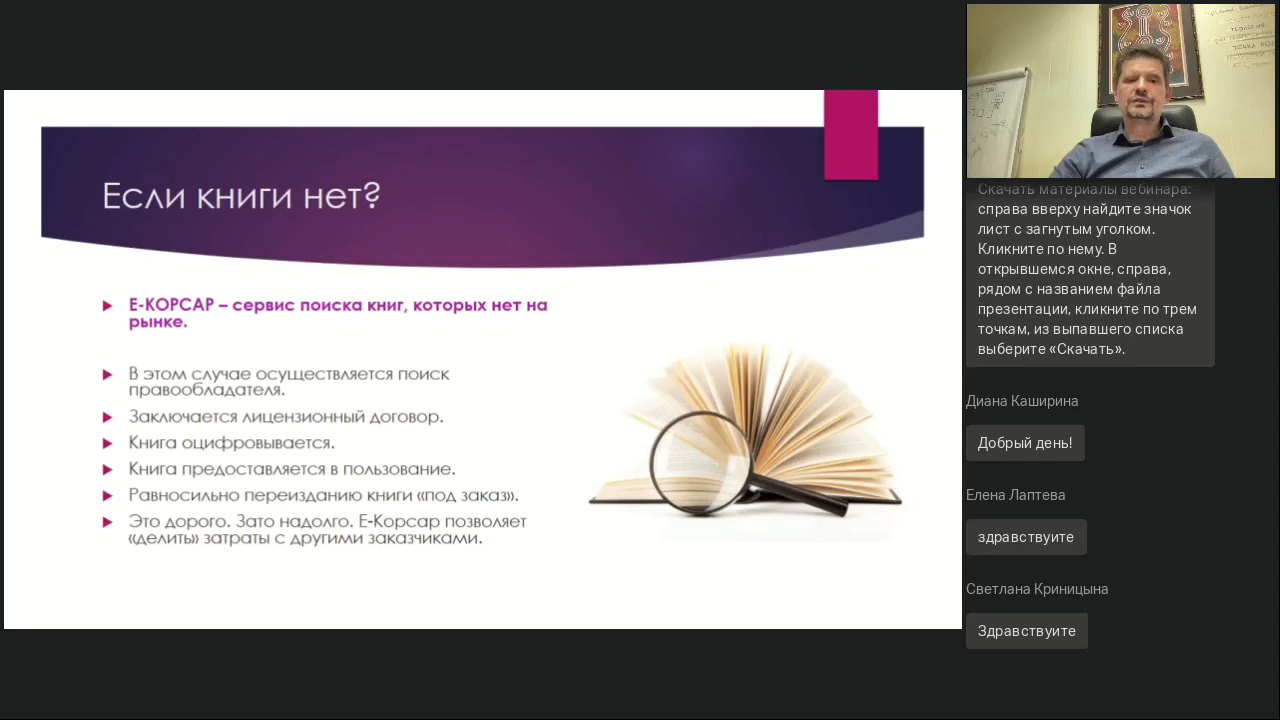 Если книги нет?
Е-КОРСАР – сервис поиска книг, которых нет на
рынке.
В этом случае осуществляется поиск
правообладателя.
Заключается лицензионный договор.
Книга оцифровывается.
Книга предоставляется в пользование.
Равносильно переизданию книги «под заказ».
Это дорого. Зато надолго. Е-Корсар позволяет
«делить» затраты с другими заказчиками.
Скачать материалы вебинара:
справа вверху найдите значок
лист с загнутым уголком.
Кликните по нему. В
открывшемся окне, справа,
рядом с названием файла
презентации, кликните по трем
точкам, из выпавшего списка
выберите «Скачать».
Диана Каширина
Добрый день!
Елена Лаптева
здравствуите
Светлана Криницына
Здравствуите